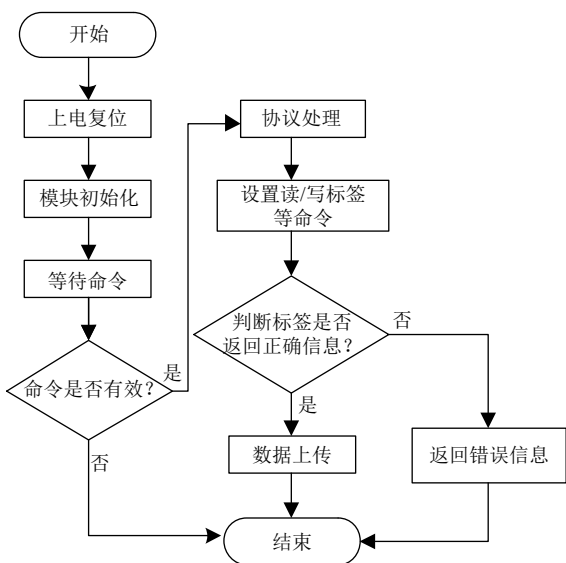 开始
上电复位
模块初始化
等待命令
命令是否有效?
是
否
协议处理
设置读/写标签
等命令
判断标签是否
返回正确信息?
否
是
数据上传
返回错误信息
结束